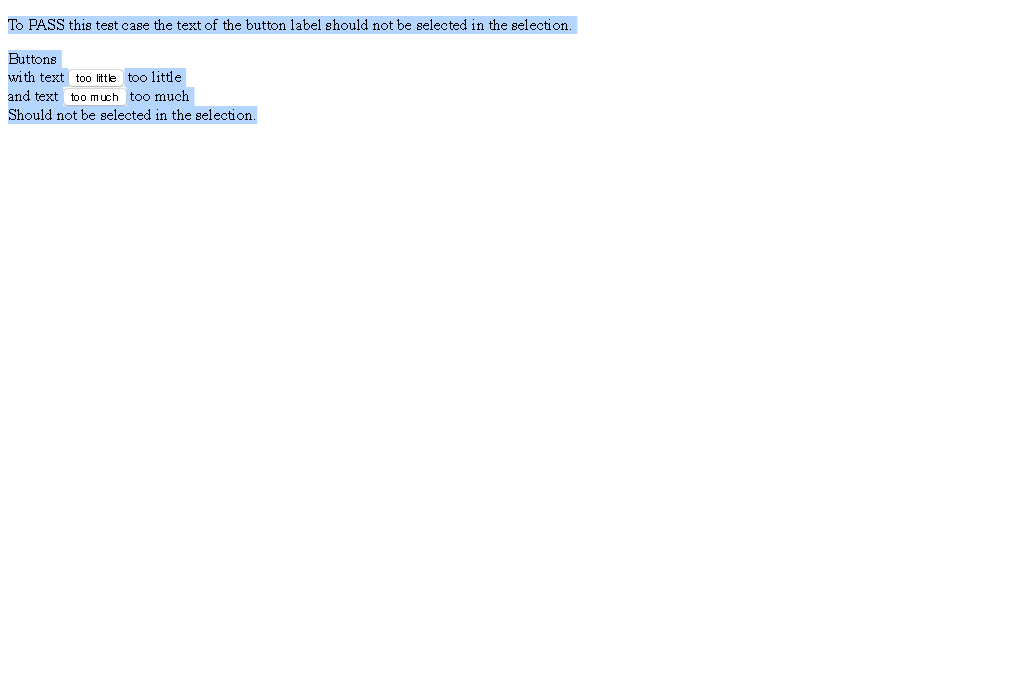 To PASS this test case the text of the button label should not be selected in the selection.
Buttons
with text too little too little
and text too much too much
Should not be selected in the selection.